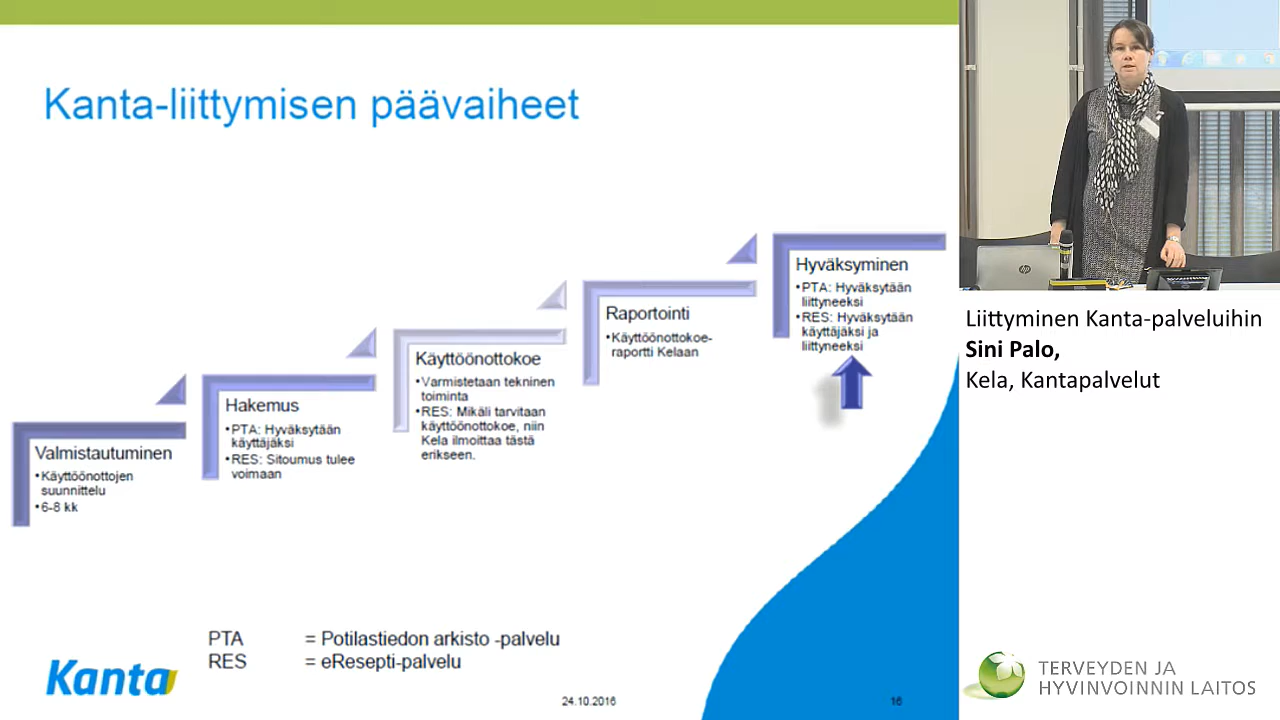 Kanta-liittymisen päävaiheet
Valmistautuminen
•Käyttöönottojen
suunnittelu
•6-8 kk
Hakemus
•PTA: Hyväksytään
käyttäjäksi
•RES: Sitoumus tulee
voimaan
Käyttöönottokoe
•Varmistetaan tekninen
toiminta
•RES: Mikäli tarvitaan
käyttöönottokoe, niin
Kela ilmoittaa tästä
erikseen.
Raportointi
•Käyttöönottokoe-
raportti Kelaan
Hyväksyminen
•PTA: Hyväksytään
liittyneeksi
•RES: Hyväksytään
käyttäjäksi ja
liittyneeksi
PTA = Potilastiedon arkisto -palvelu
RES = eResepti-palvelu
Kanta
24.10.2016
16
hp
Liittyminen Kanta-palveluihin
Sini Palo,
Kela, Kantapalvelut
TERVEYDEN JA
HYVINVOINNIN LAITOS